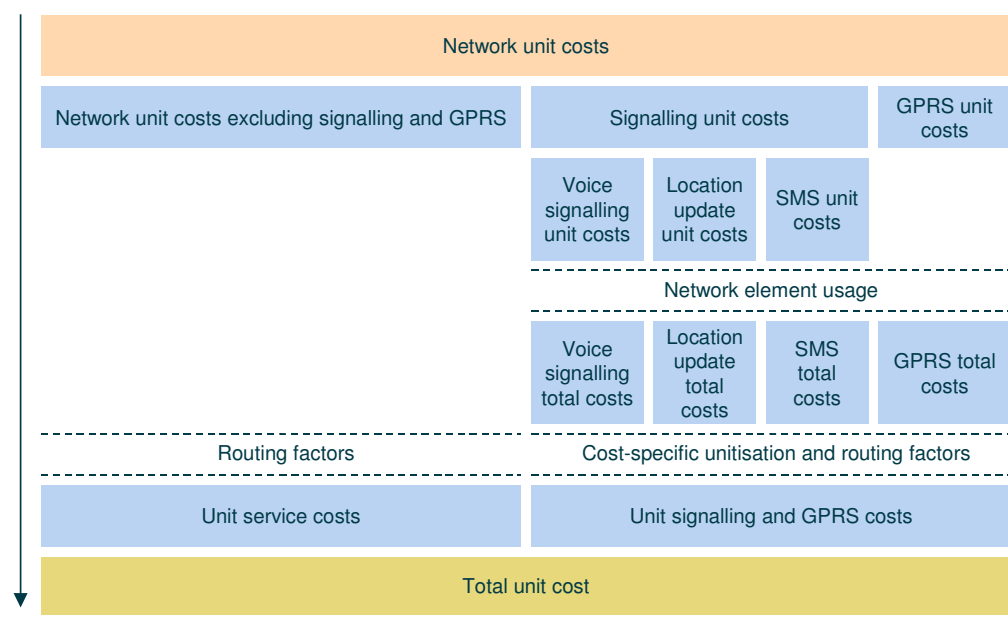 Network unit costs
Network unit costs excluding signalling and GPRS
Signalling unit costs
GPRS unit
costs
Voice
signalling
unit costs
Location
update
unit costs
SMS unit
costs
Network element usage
Voice
signalling
total costs
Location
update
total
costs
SMS
total
costs
GPRS total
costs
Routing factors
Cost-specific unitisation and routing factors
Unit service costs
Unit signalling and GPRS costs
Total unit cost